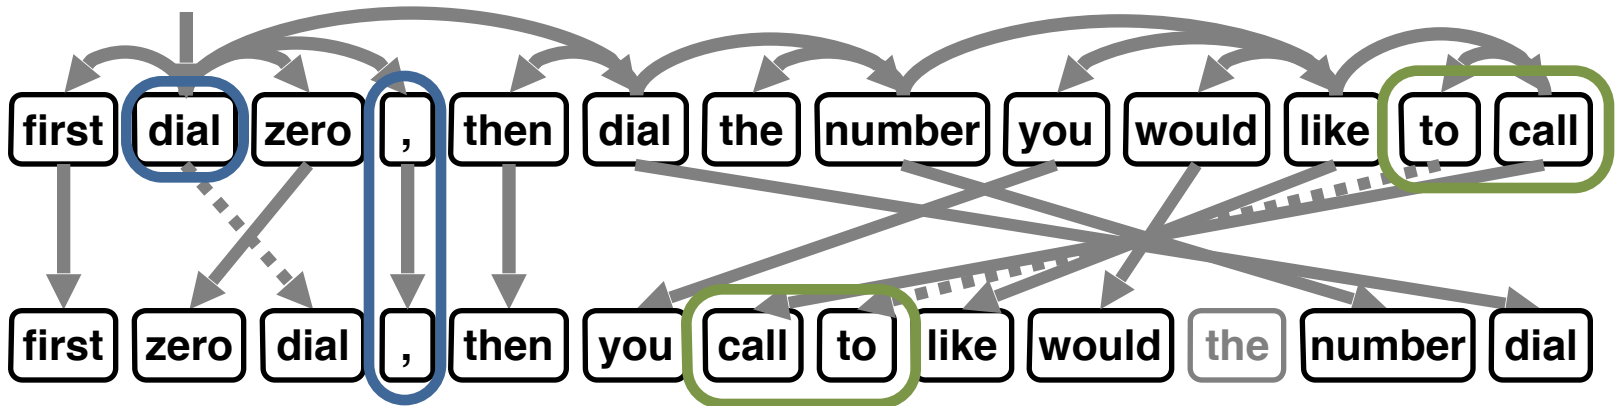 first dial zero , then dial the number you would like to call
first zero dial , then you call to like would the number dial